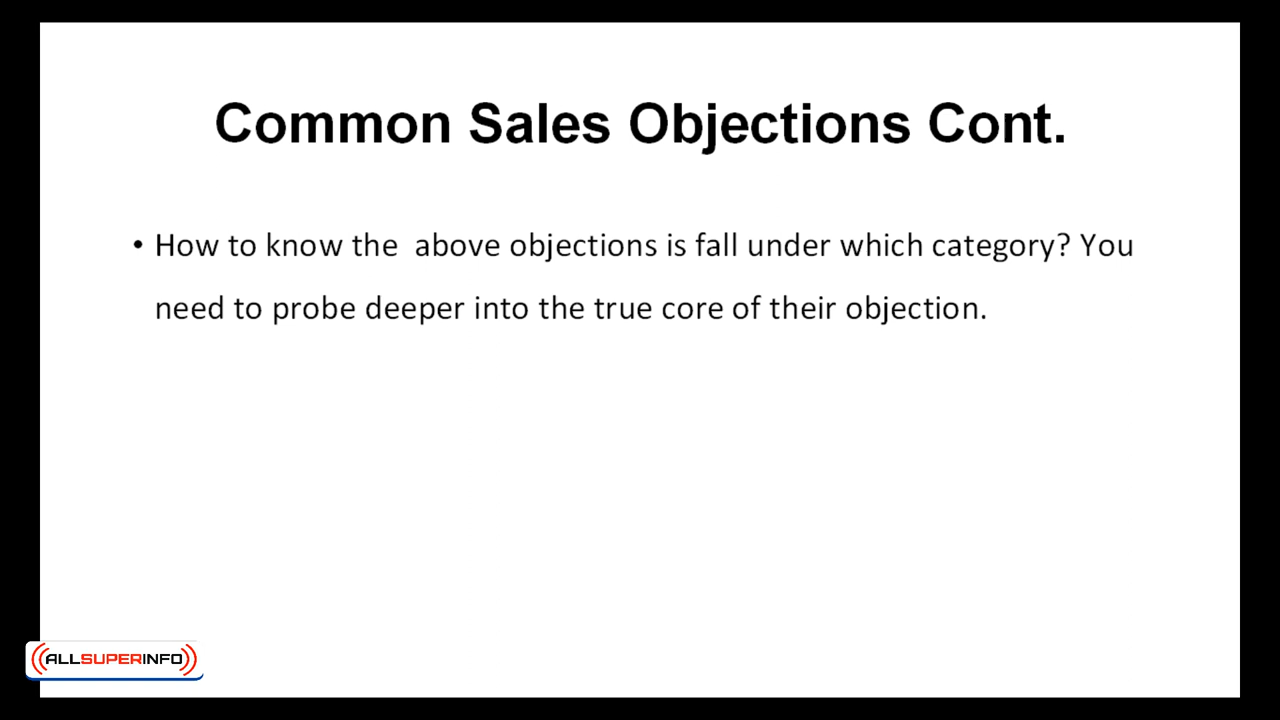 Common Sales Objections Cont.
• How to know the  above objections is fall under which category? You
need to probe deeper into the true core of their objection.
ALLSUPERINFO